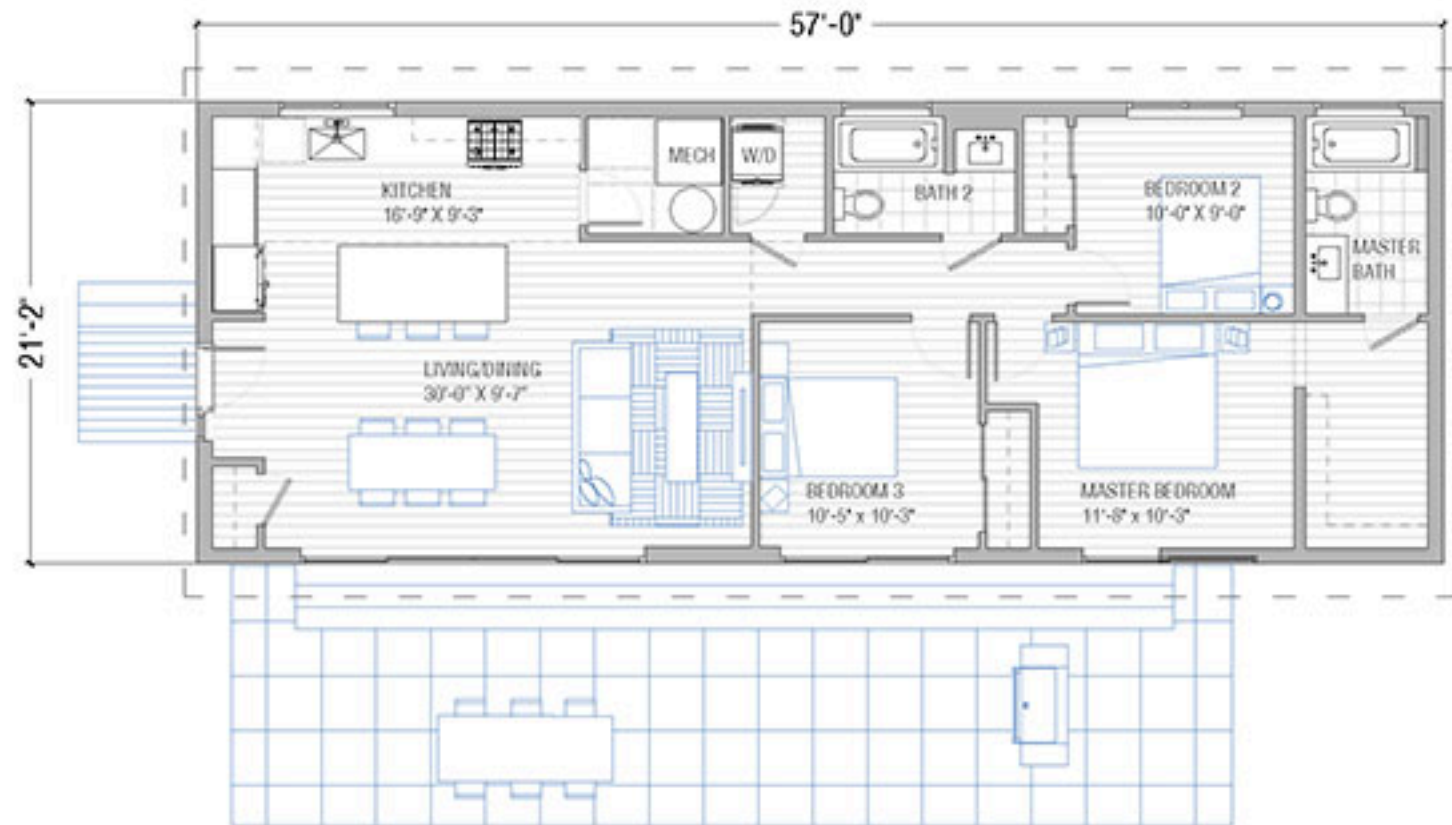 57'-0"
21'-2"
KITCHEN
16'-9" X 9'-3"
MECH
W/D
BATH 2
BEDROOM 2
10'-0" X 9'-0"
MASTER
BATH
LIVING/DINING
30'-0" X 9'-7"
BEDROOM 3
10'-5" x 10'-3"
MASTER BEDROOM
11'-8" x 10'-3"